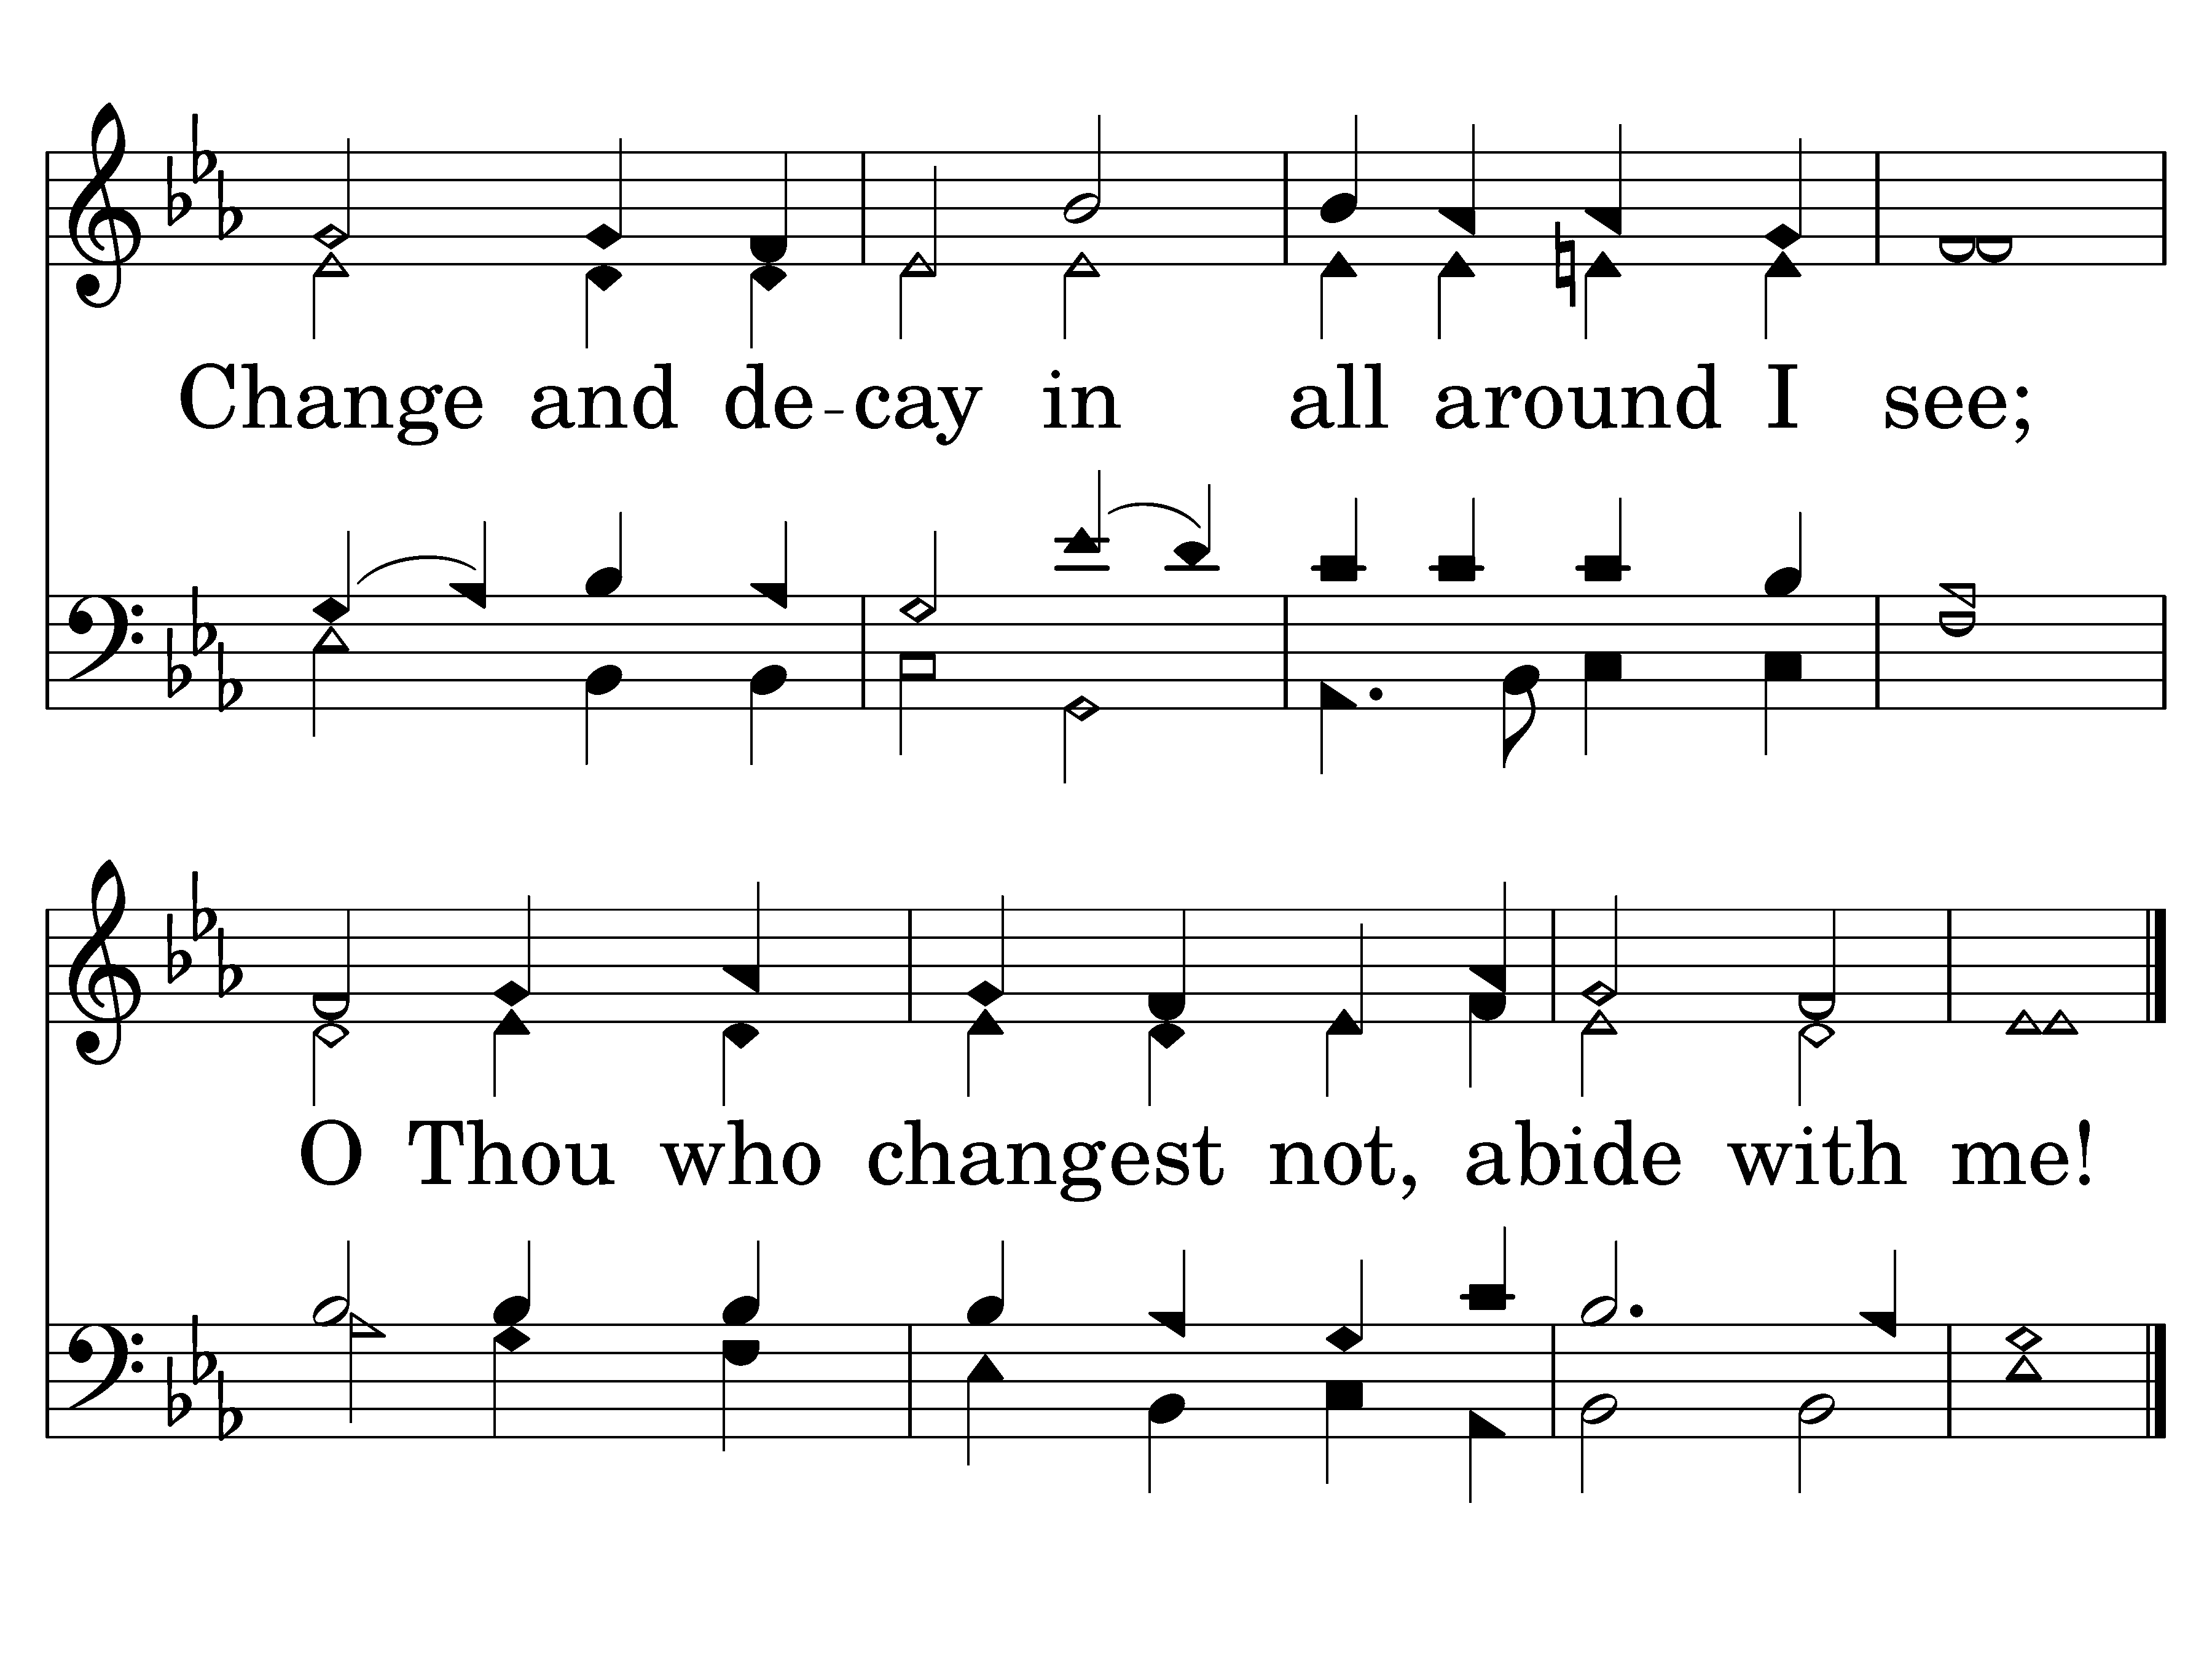 Change and de-cay in all around I see;
O Thou who changest not, abide with me!